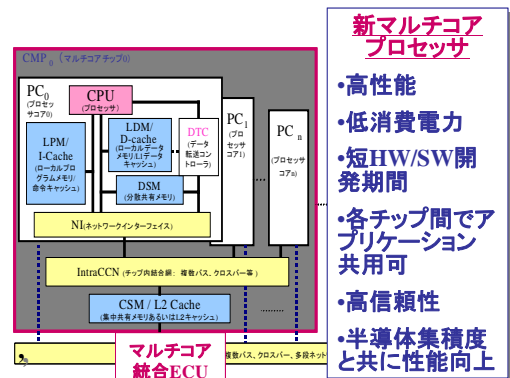 CMP0 (マルチコアチップ0)
PC0
(プロセッ
サコア0)
CPU
(プロセッサ)
LPM/
I-Cache
(ローカルプロ
グラムメモリ/
命令キャッシュ)
LDM/
D-cache
(ローカルデータ
メモリ/L1データ
キャッシュ)
DTC
(データ
転送コント
ローラ)
DSM
(分散共有メモリ)
NI(ネットワークインターフェイス)
PC1
(プロ
セッサ
コア1)
PC n
(プロセッサ
コアn)
IntraCCN (チップ内結合網: 複数バス、クロスバー等 )
CSM / L2 Cache
(集中共有メモリあるいはL2キャッシュ)
複数バス、クロスバー、多段ネット
マルチコア
統合ECU
新マルチコア
プロセッサ
•高性能
•低消費電力
•短HW/SW開
発期間
•各チップ間でア
プリケーション
共用可
•高信頼性
•半導体集積度
と共に性能向上